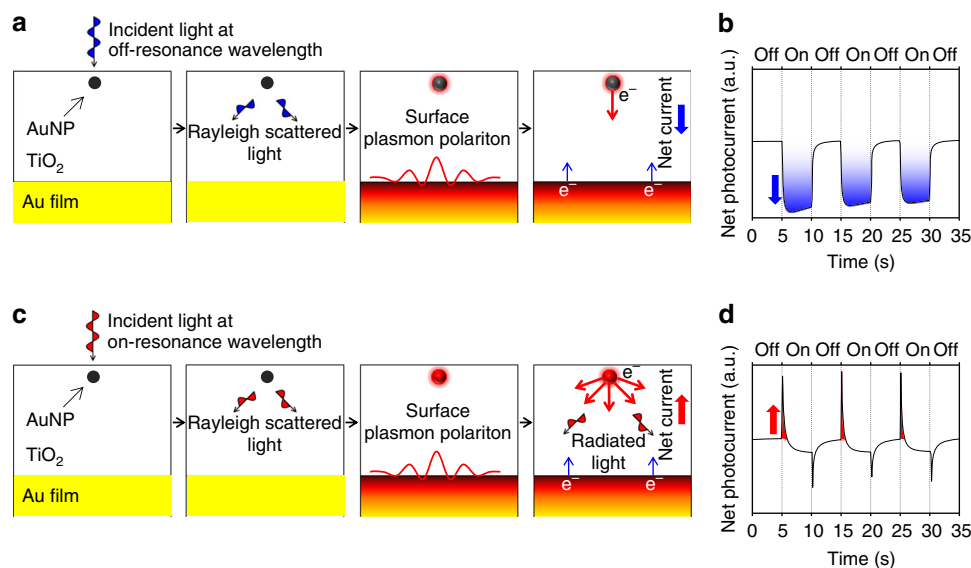 a
Incident light at
off-resonance wavelength
AuNP
TiO₂
Au film
Rayleigh scattered
light
Surface
plasmon polariton
e⁻
Net current
e⁻ e⁻
b
Off On Off On Off On Off
Net photocurrent (a.u.)
0 5 10 15 20 25 30 35
Time (s)
c
Incident light at
on-resonance wavelength
AuNP
TiO₂
Au film
Rayleigh scattered
light
Surface
plasmon polariton
e⁻
Net current
Radiated
light
e⁻ e⁻
d
Off On Off On Off On Off
Net photocurrent (a.u.)
0 5 10 15 20 25 30 35
Time (s)